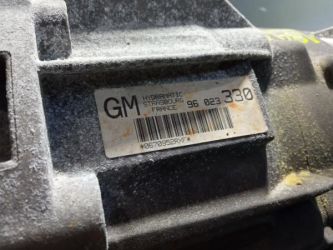 GM HYDRAMATIC
STRASBOURG
FRANCE 96 023 330